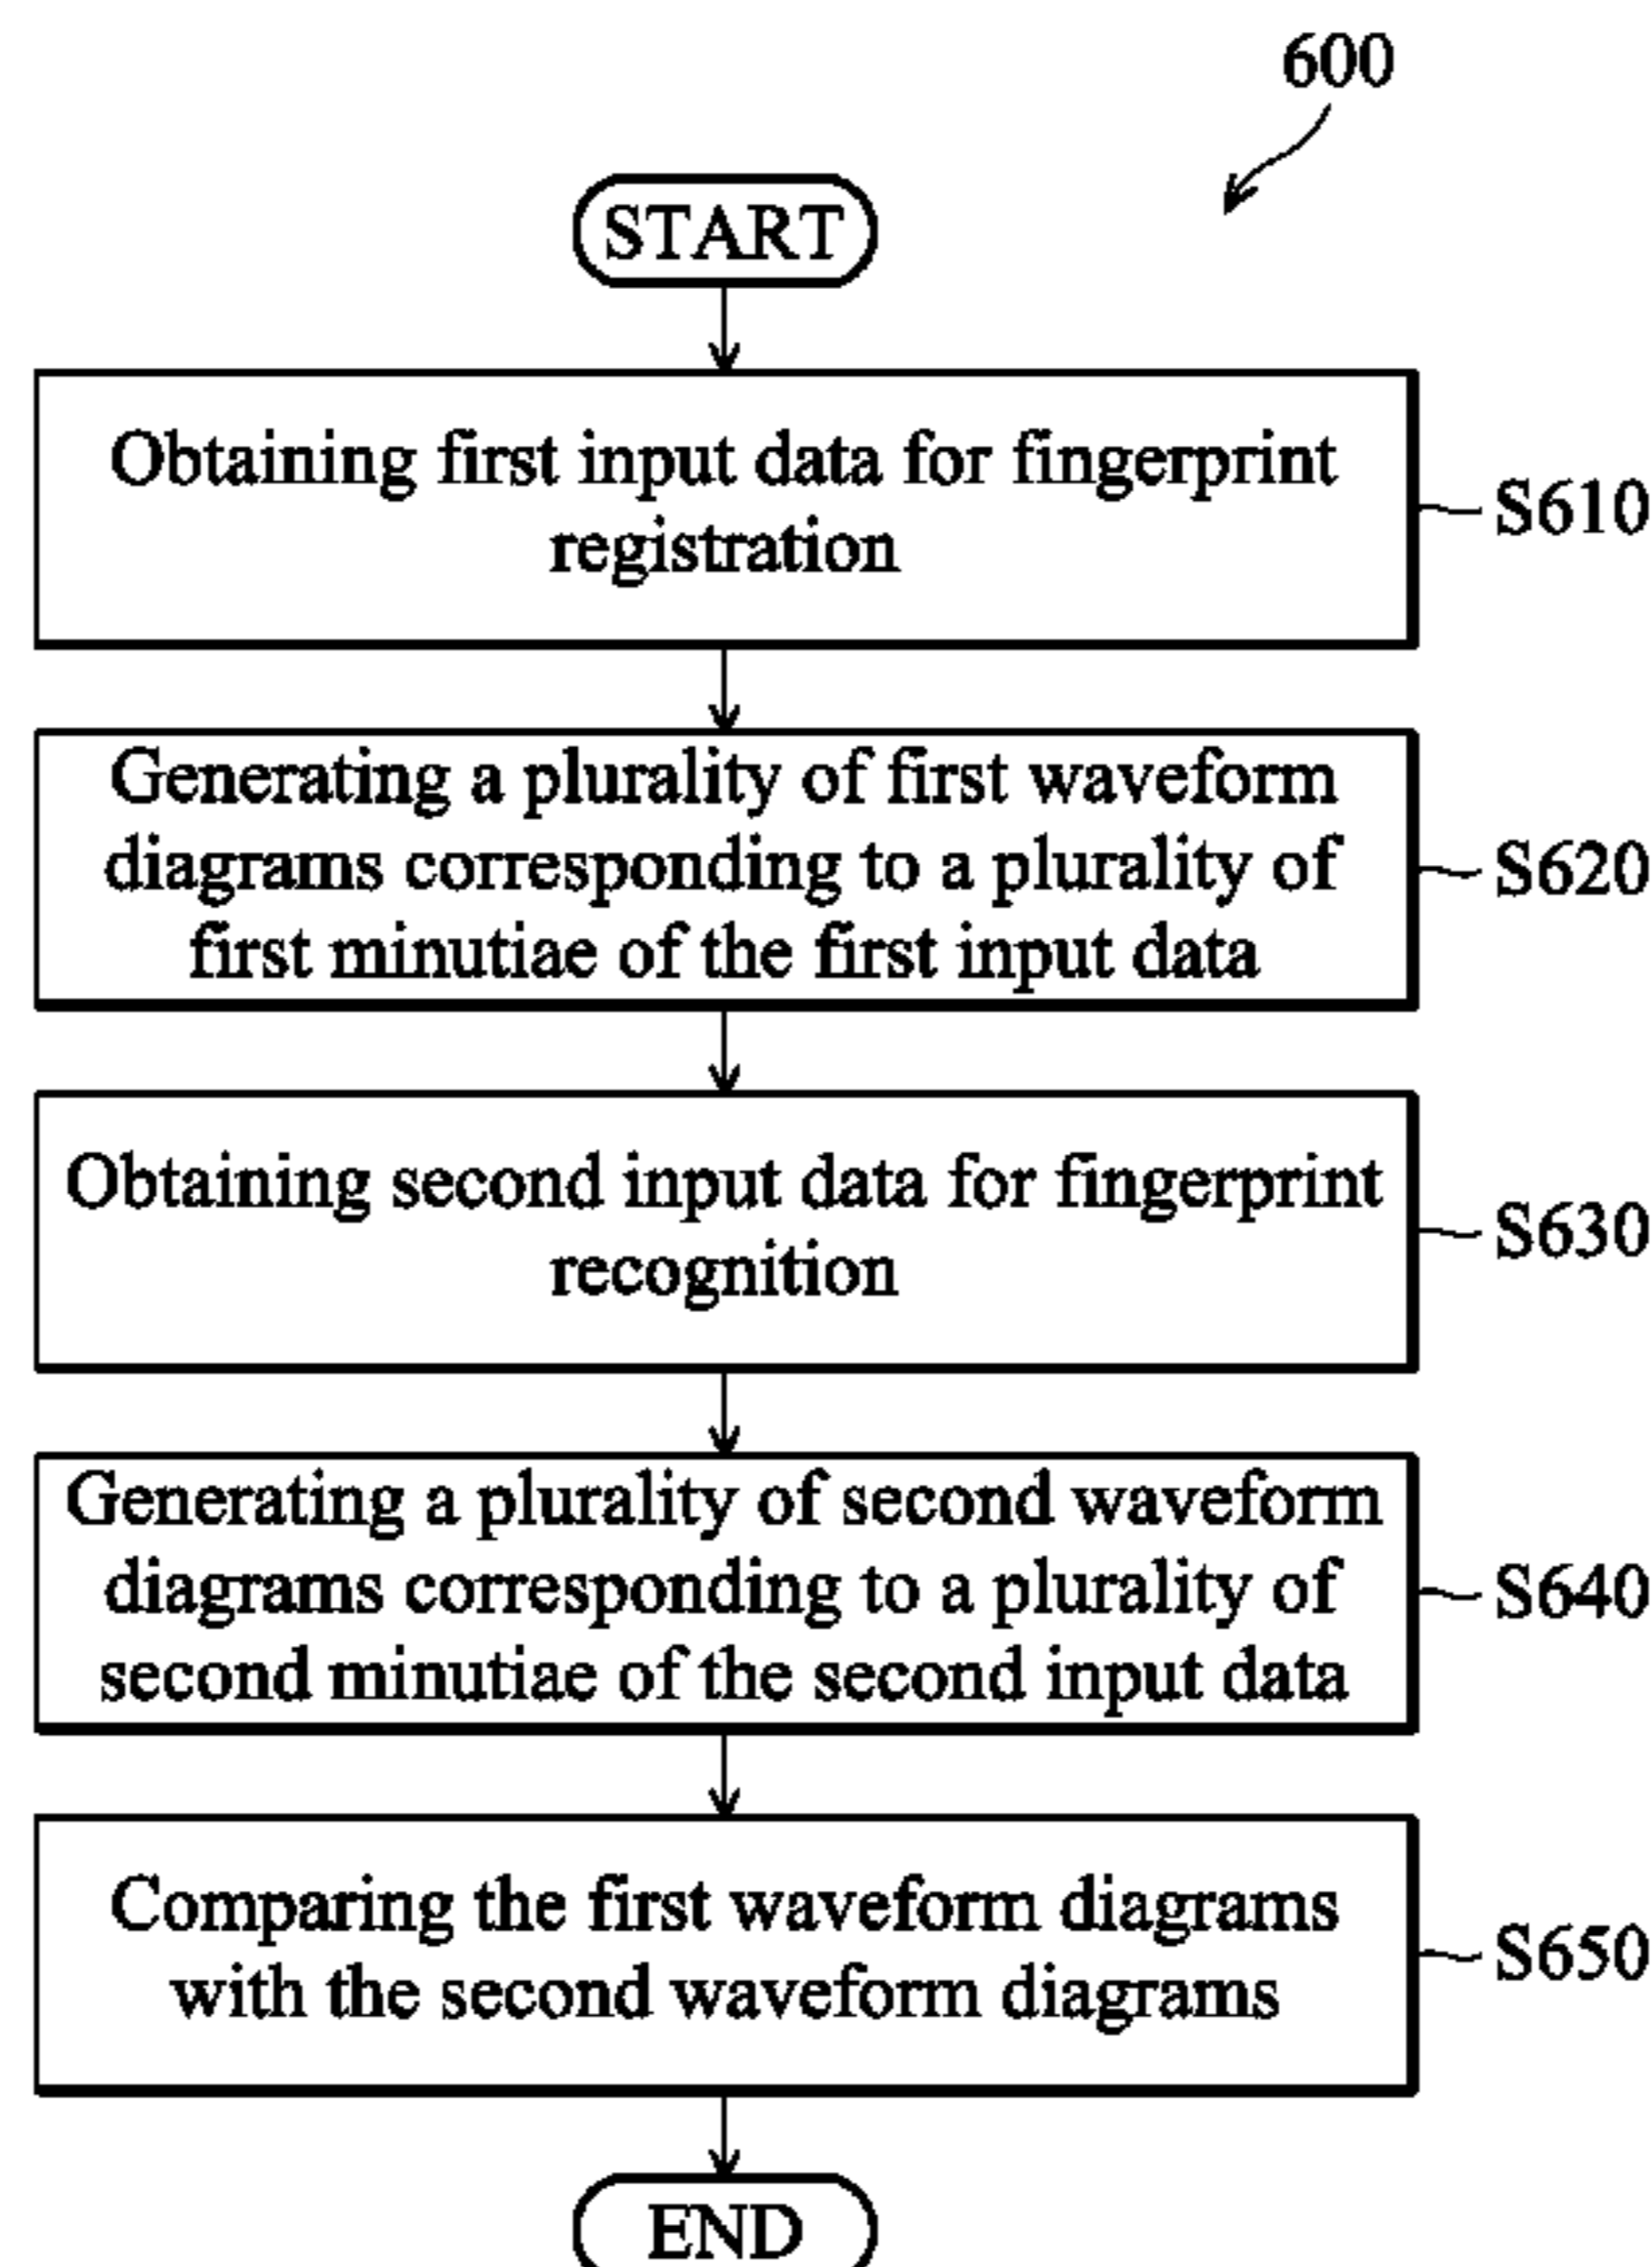 600
START
Obtaining first input data for fingerprint
registration
S610
Generating a plurality of first waveform
diagrams corresponding to a plurality of
first minutiae of the first input data
S620
Obtaining second input data for fingerprint
recognition
S630
Generating a plurality of second waveform
diagrams corresponding to a plurality of
second minutiae of the second input data
S640
Comparing the first waveform diagrams
with the second waveform diagrams
S650
END